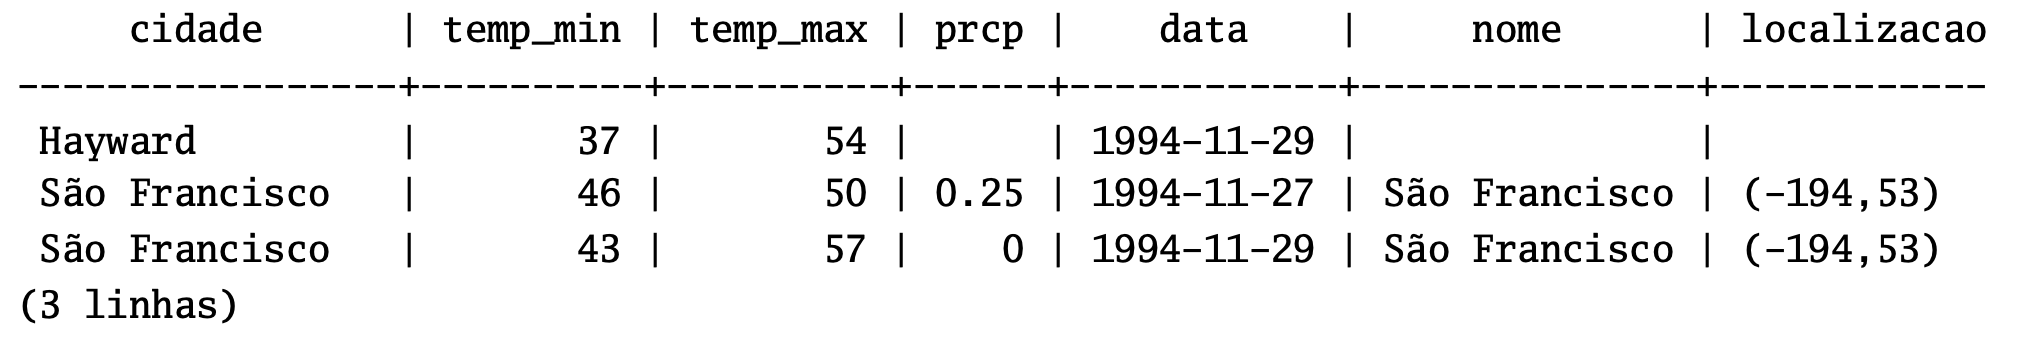 cidade     | temp_min | temp_max | prcp |    data    |     nome      | localizacao
----------------+----------+----------+------+------------+---------------+------------
 Hayward        |       37 |       54 |      | 1994-11-29 |               |
 São Francisco  |       46 |       50 | 0.25 | 1994-11-27 | São Francisco | (-194,53)
 São Francisco  |       43 |       57 |    0 | 1994-11-29 | São Francisco | (-194,53)
(3 linhas)